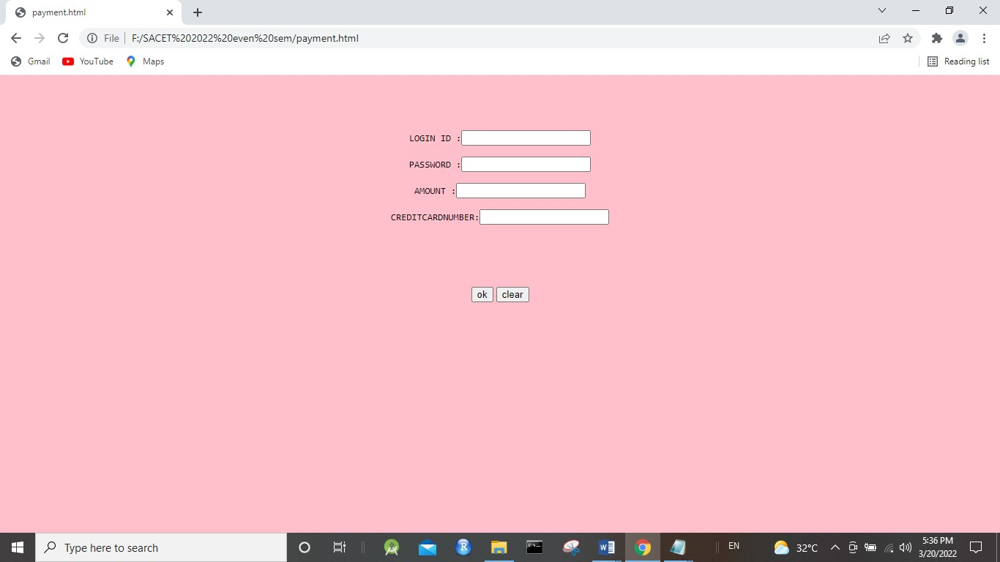 payment.html
File F:/SACET%202022%20even%20sem/payment.html
Gmail YouTube Maps Reading list
LOGIN ID :
PASSWORD :
AMOUNT :
CREDITCARDNUMBER:
ok clear
Type here to search
EN
32°C
5:36 PM
3/20/2022